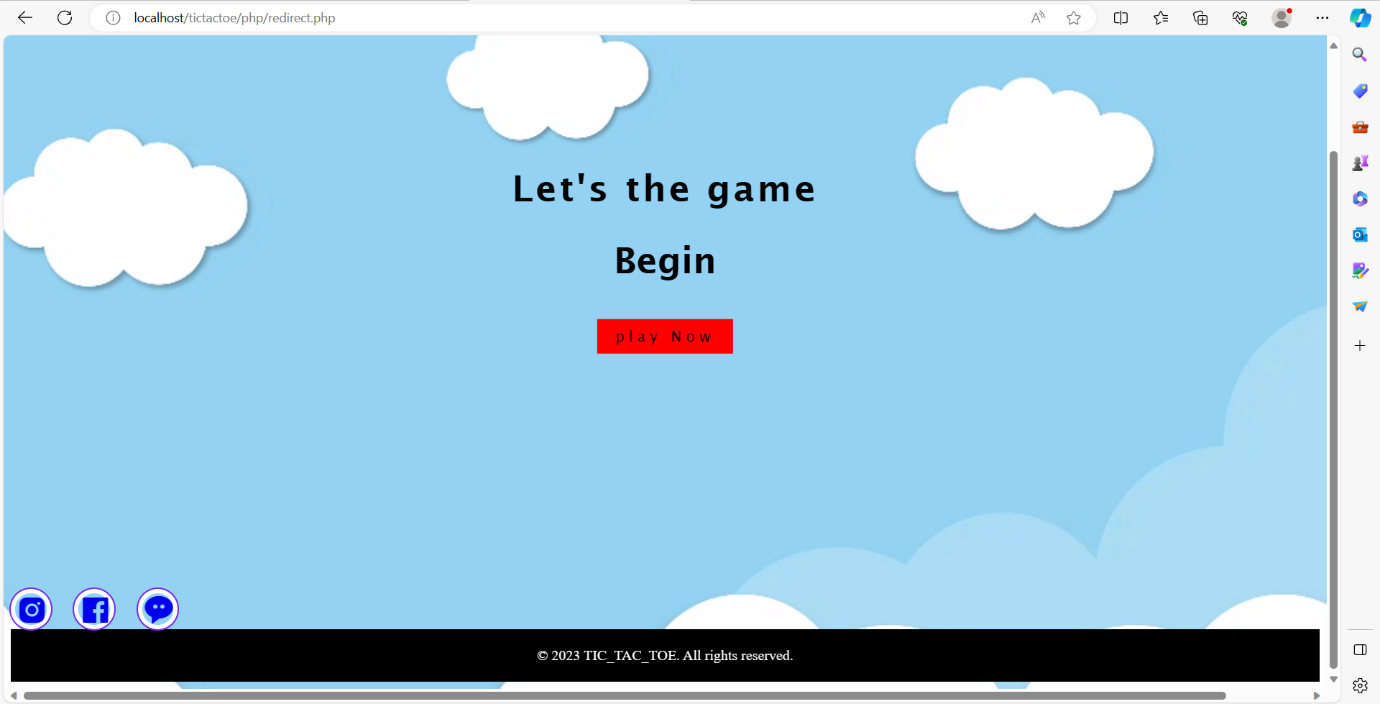 localhost/tictactoe/php/redirect.php
Let's the game
Begin
play Now
© 2023 TIC_TAC_TOE. All rights reserved.